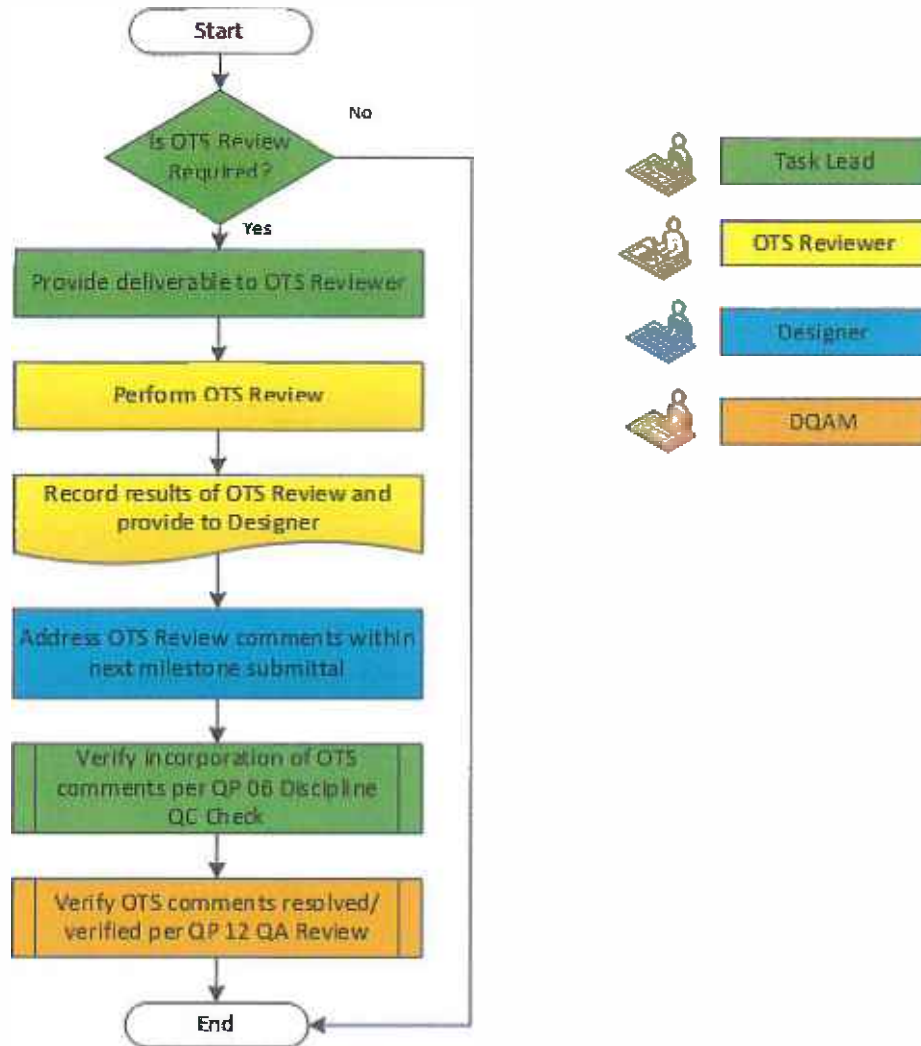 Start
No
Is OTS Review
Required?
Yes
Provide deliverable to OTS Reviewer
Perform OTS Review
Record results of OTS Review and
provide to Designer
Address OTS Review comments within
next milestone submittal
Verify incorporation of OTS
comments per QP 06 Discipline
QC Check
Verify OTS comments resolved/
verified per QP 12 QA Review
End
Task Lead
OTS Reviewer
Designer
DQAM